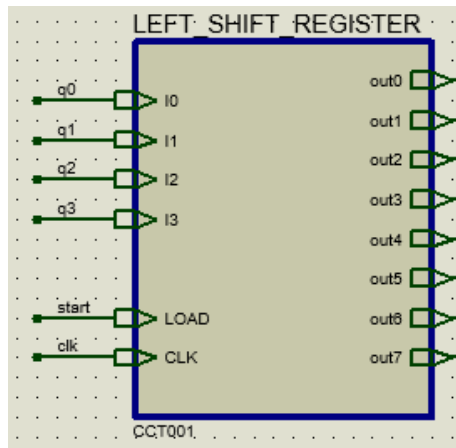 LEFT_SHIFT_REGISTER
q0
I0
q1
I1
q2
I2
q3
I3
start
LOAD
clk
CLK
out0
out1
out2
out3
out4
out5
out6
out7
CCT001